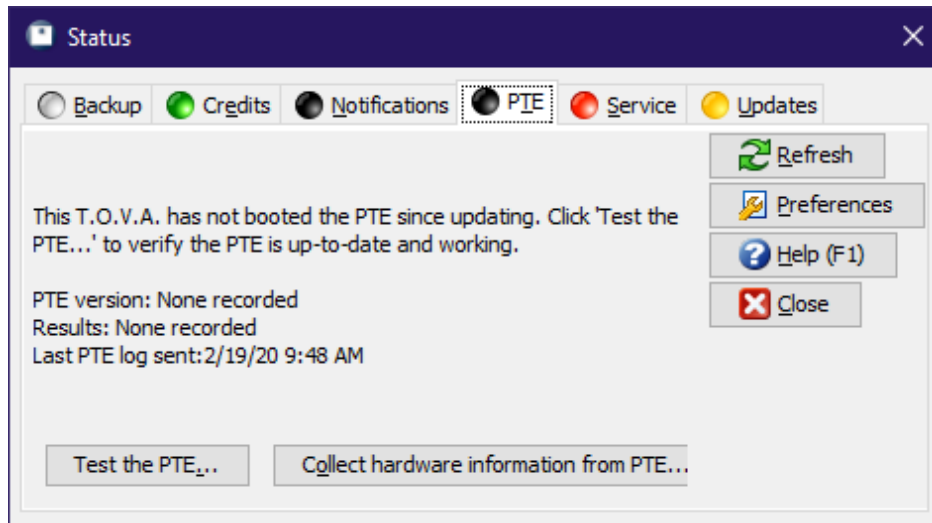 Status
Backup Credits Notifications PTE Service Updates
Refresh
Preferences
Help (F1)
Close
This T.O.V.A. has not booted the PTE since updating. Click 'Test the
PTE...' to verify the PTE is up-to-date and working.
PTE version: None recorded
Results: None recorded
Last PTE log sent:2/19/20 9:48 AM
Test the PTE... Collect hardware information from PTE...